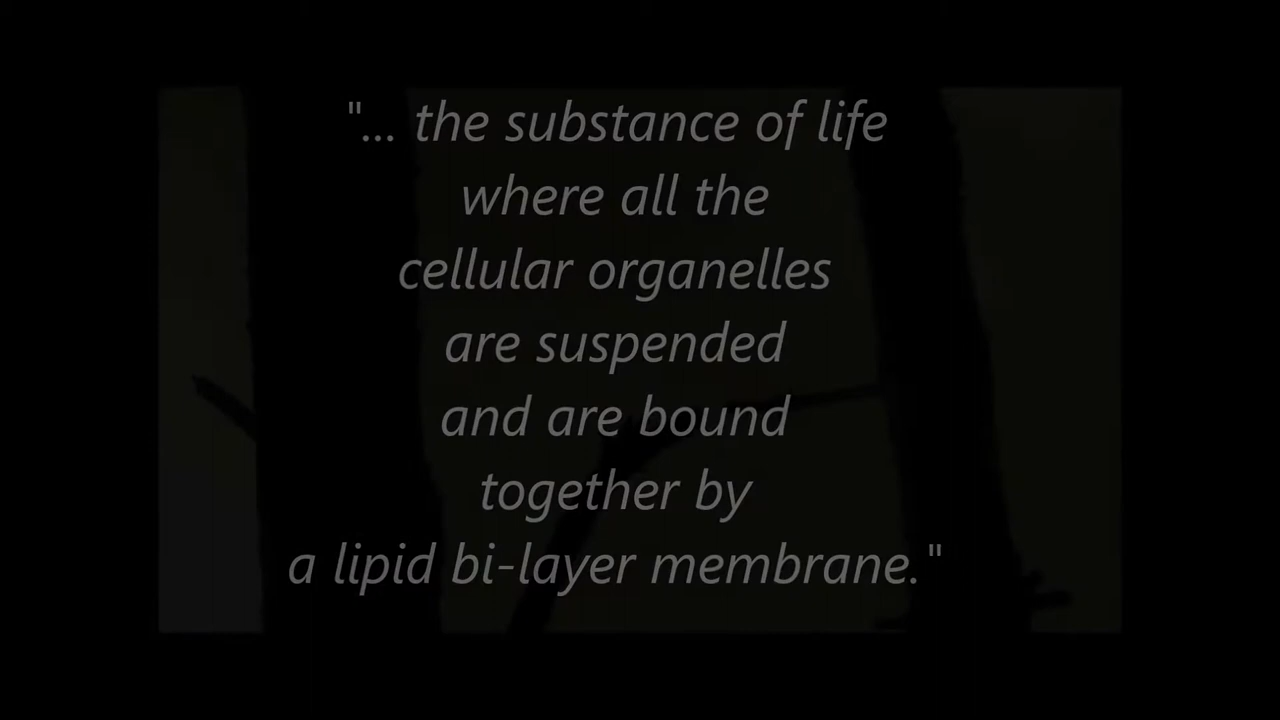 "... the substance of life
where all the
cellular organelles
are suspended
and are bound
together by
a lipid bi-layer membrane."